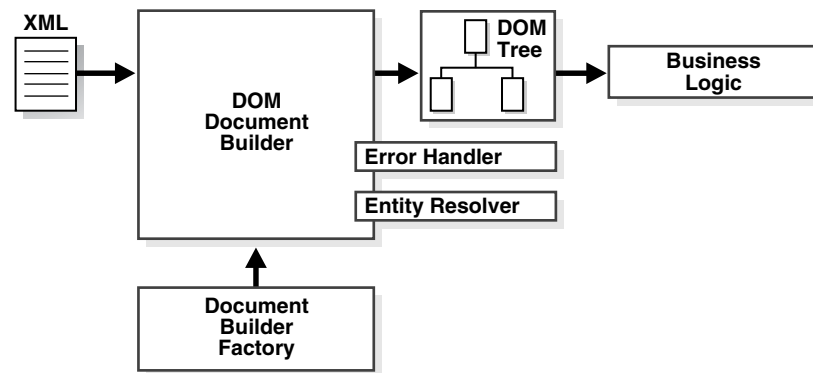 XML
DOM
Document
Builder
DOM
Tree
Business
Logic
Error Handler
Entity Resolver
Document
Builder
Factory